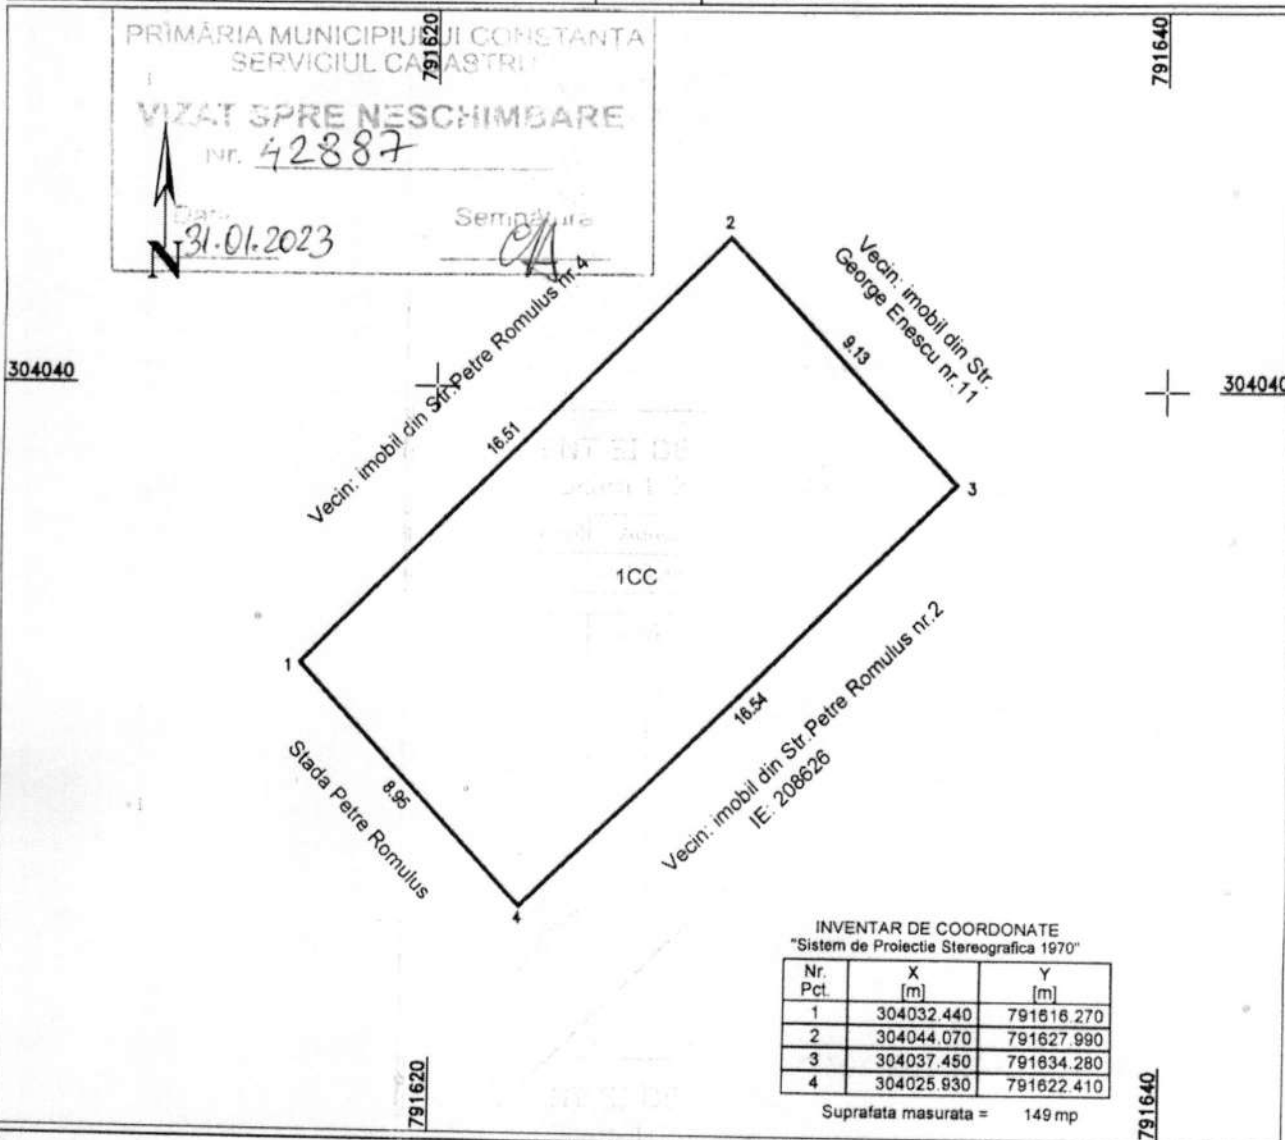 791620
791640
PRIMĂRIA MUNICIPIULUI CONSTANTA
SERVICIUL CADASTRU
VIZAT SPRE NESCHIMBARE
Nr. 42887
Data
31.01.2023
Semnătura
N
2
Vecin: imobil din Str.
George Enescu nr.11
9.13
304040
304040
Vecin: imobil din Str.Petre Romulus nr.4
16.51
3
1CC
1
Stada Petre Romulus
8.95
16.54
Vecin: imobil din Str.Petre Romulus nr.2
IE: 208626
4
INVENTAR DE COORDONATE
"Sistem de Proiectie Stereografica 1970"
Nr. Pct. X [m] Y [m]
1 304032.440 791616.270
2 304044.070 791627.990
3 304037.450 791634.280
4 304025.930 791622.410
Suprafata masurata = 149 mp
791620
791640